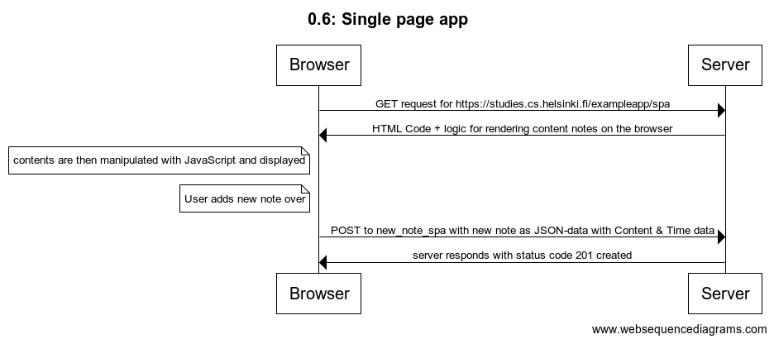 0.6: Single page app
Browser
Server
GET request for https://studies.cs.helsinki.fi/exampleapp/spa
HTML Code + logic for rendering content notes on the browser
contents are then manipulated with JavaScript and displayed
User adds new note over
POST to new_note_spa with new note as JSON-data with Content & Time data
server responds with status code 201 created
Browser
Server
www.websequencediagrams.com